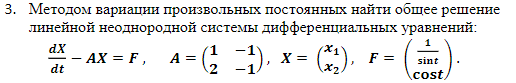 3. Методом вариации произвольных постоянных найти общее решение
линейной неоднородной системы дифференциальных уравнений:
dX/dt − AX = F , A = (1 −1; 2 −1), X = (x₁; x₂), F = (1/sint; cost).